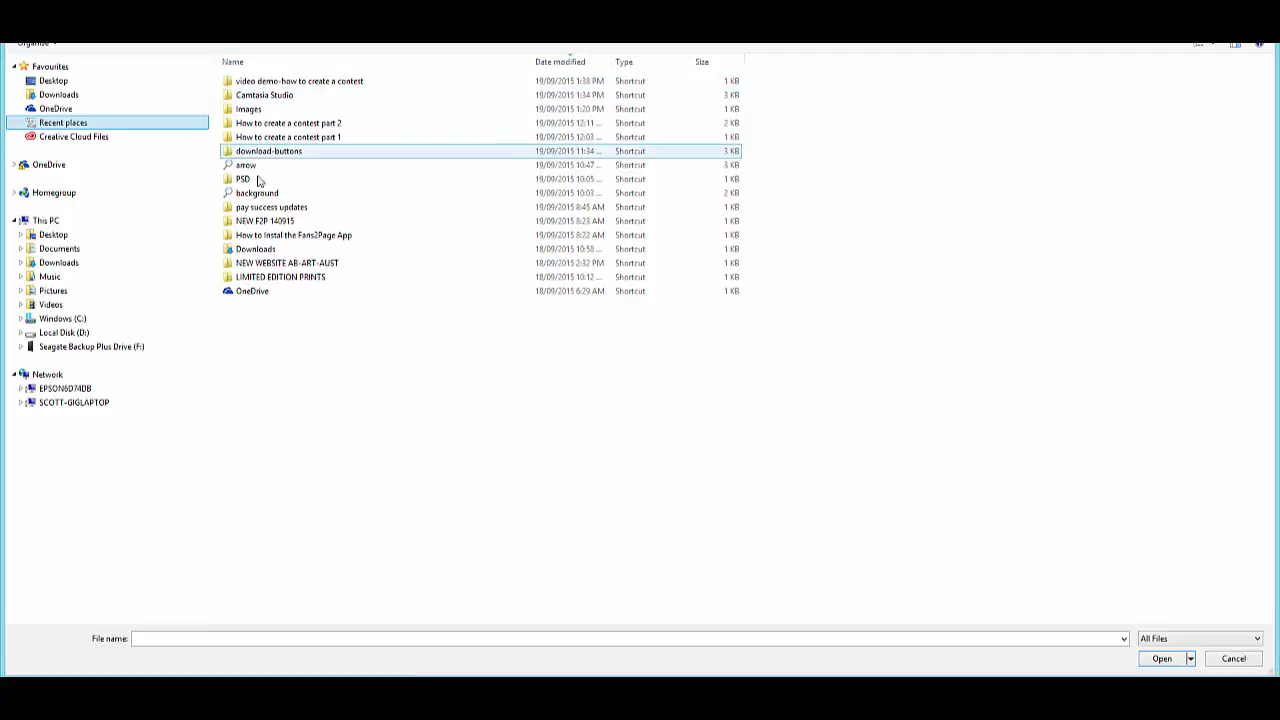 Organise
Name Date modified Type Size
Favourites
Desktop
Downloads
OneDrive
Recent places
Creative Cloud Files
OneDrive
Homegroup
This PC
Desktop
Documents
Downloads
Music
Pictures
Videos
Windows (C:)
Local Disk (D:)
Seagate Backup Plus Drive (F:)
Network
EPSON6D74DB
SCOTT-GIGLAPTOP
video demo-how to create a contest 19/09/2015 1:38 PM Shortcut 1 KB
Camtasia Studio 19/09/2015 1:34 PM Shortcut 3 KB
Images 19/09/2015 1:20 PM Shortcut 1 KB
How to create a contest part 2 19/09/2015 12:11 ... Shortcut 2 KB
How to create a contest part 1 19/09/2015 12:03 ... Shortcut 1 KB
download-buttons 19/09/2015 11:34 ... Shortcut 3 KB
arrow 19/09/2015 10:47 ... Shortcut 3 KB
PSD 19/09/2015 10:05 ... Shortcut 1 KB
background 19/09/2015 10:03 ... Shortcut 2 KB
pay success updates 19/09/2015 8:45 AM Shortcut 1 KB
NEW F2P 140915 19/09/2015 8:23 AM Shortcut 1 KB
How to Instal the Fans2Page App 19/09/2015 8:22 AM Shortcut 1 KB
Downloads 18/09/2015 10:58 ... Shortcut 1 KB
NEW WEBSITE AB-ART-AUST 18/09/2015 2:32 PM Shortcut 1 KB
LIMITED EDITION PRINTS 18/09/2015 10:12 ... Shortcut 1 KB
OneDrive 18/09/2015 6:29 AM Shortcut 1 KB
File name: All Files
Open Cancel